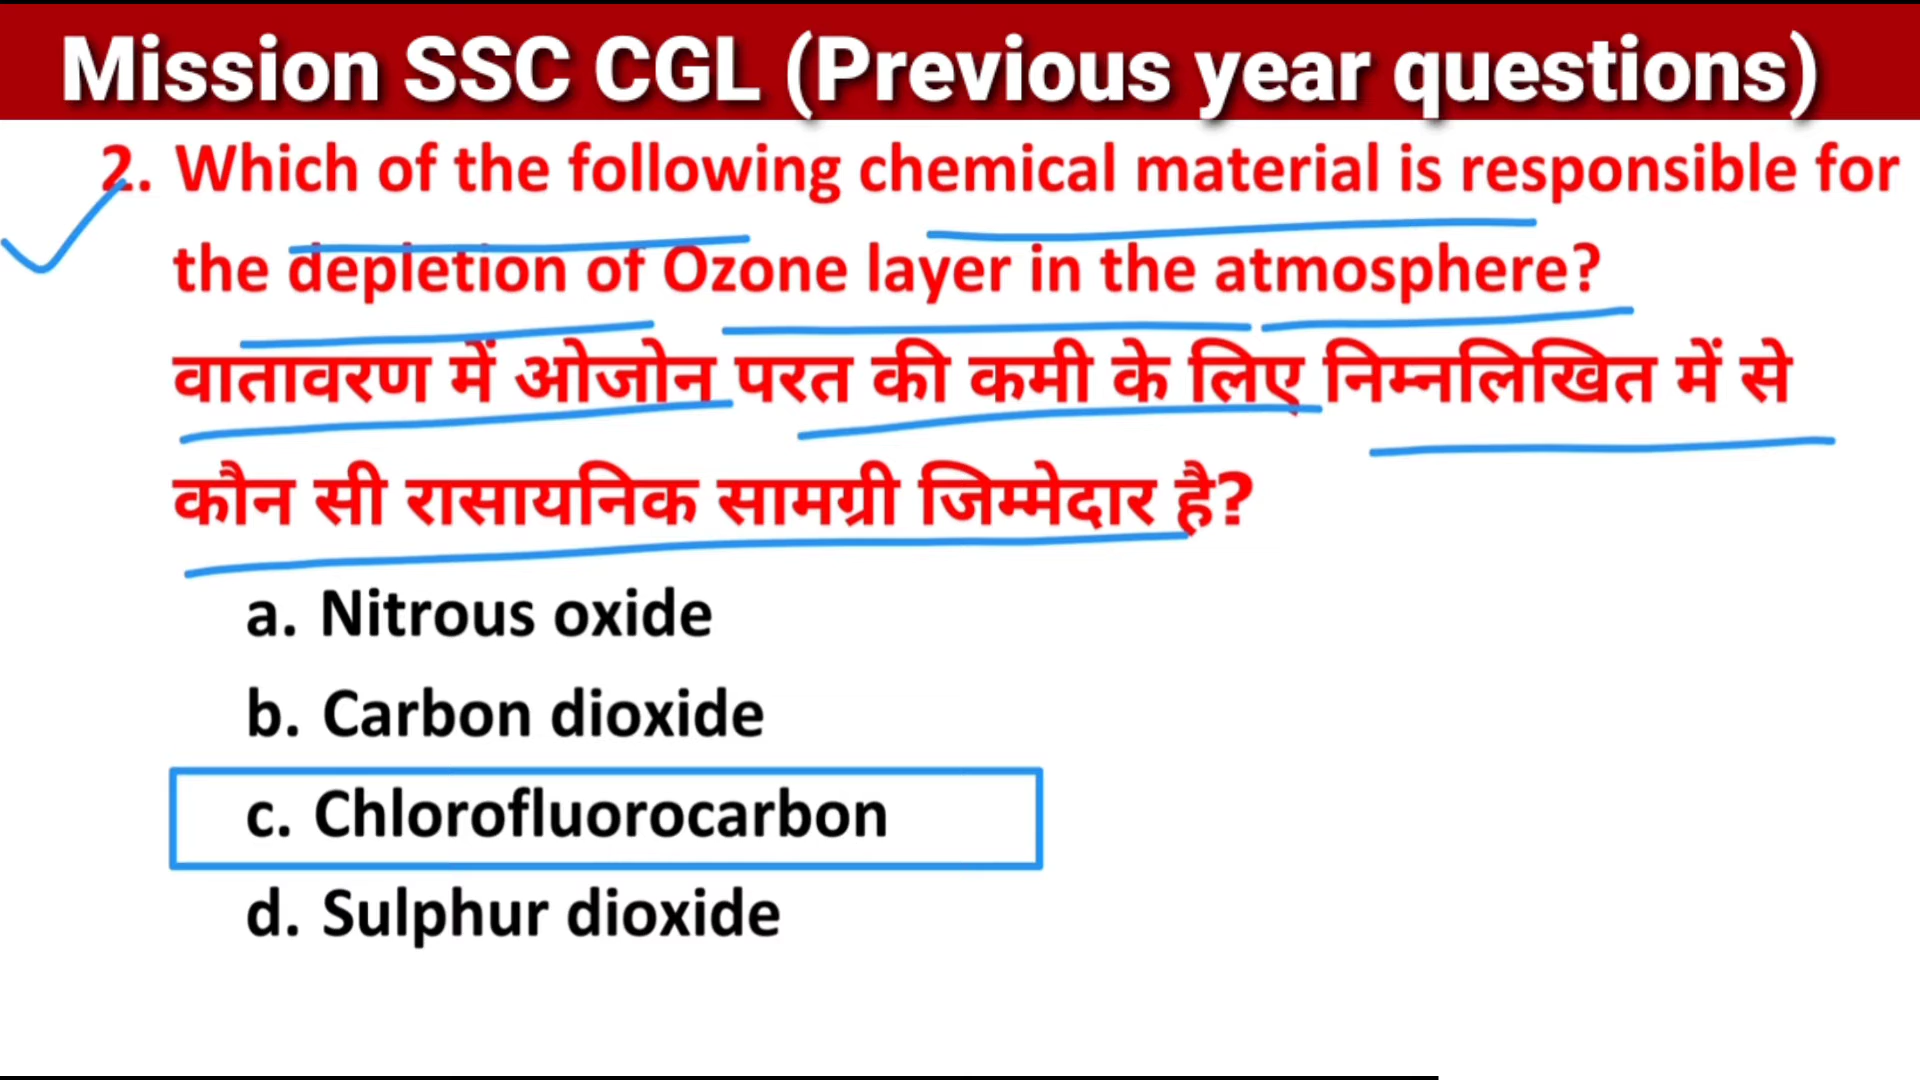 Mission SSC CGL (Previous year questions)
2. Which of the following chemical material is responsible for
the depletion of Ozone layer in the atmosphere?
वातावरण में ओजोन परत की कमी के लिए निम्नलिखित में से
कौन सी रासायनिक सामग्री जिम्मेदार है?
a. Nitrous oxide
b. Carbon dioxide
c. Chlorofluorocarbon
d. Sulphur dioxide